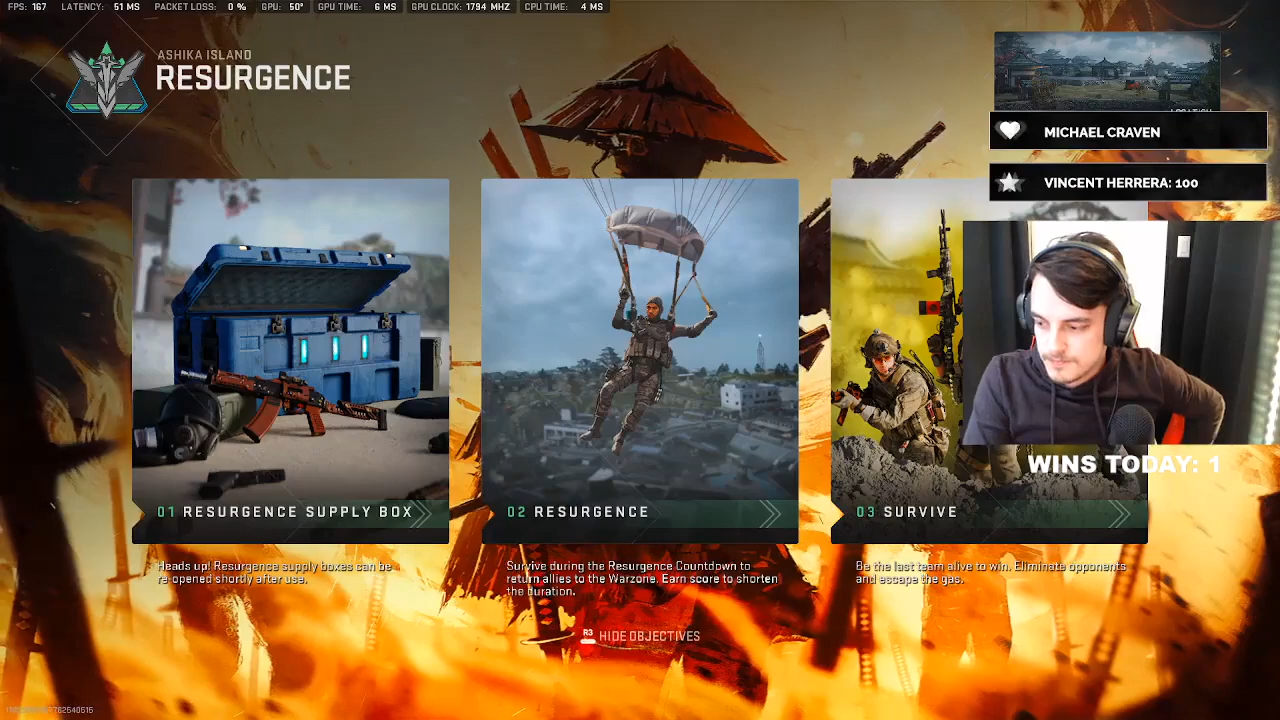 FPS: 167 LATENCY: 51 MS PACKET LOSS: 0 % GPU: 50° GPU TIME: 6 MS GPU CLOCK: 1794 MHZ CPU TIME: 4 MS
ASHIKA ISLAND
RESURGENCE
MICHAEL CRAVEN
VINCENT HERRERA: 100
WINS TODAY: 1
01 RESURGENCE SUPPLY BOX
02 RESURGENCE
03 SURVIVE
Heads up! Resurgence supply boxes can be
re-opened shortly after use.
Survive during the Resurgence Countdown to
return allies to the Warzone. Earn score to shorten
the duration.
Be the last team alive to win. Eliminate opponents
and escape the gas.
R3 HIDE OBJECTIVES